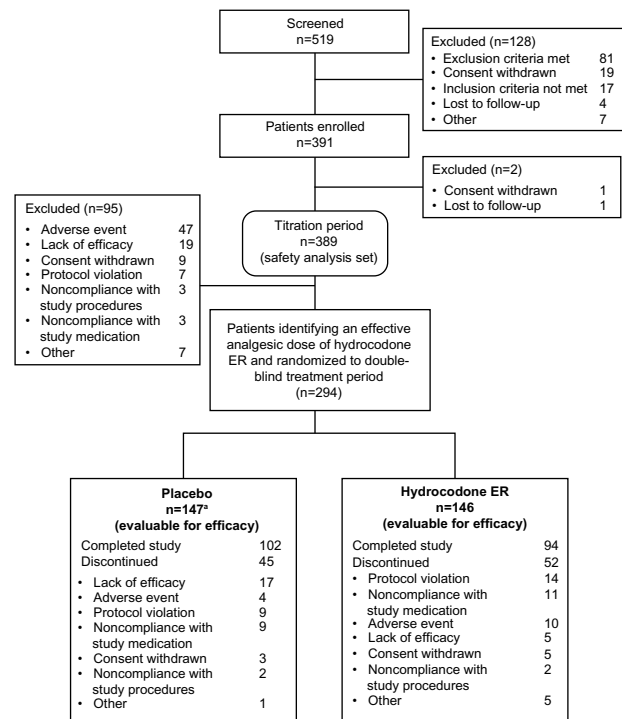 Screened
n=519
Excluded (n=128)
• Exclusion criteria met 81
• Consent withdrawn 19
• Inclusion criteria not met 17
• Lost to follow-up 4
• Other 7
Patients enrolled
n=391
Excluded (n=2)
• Consent withdrawn 1
• Lost to follow-up 1
Excluded (n=95)
• Adverse event 47
• Lack of efficacy 19
• Consent withdrawn 9
• Protocol violation 7
• Noncompliance with 3
study procedures
• Noncompliance with 3
study medication
• Other 7
Titration period
n=389
(safety analysis set)
Patients identifying an effective
analgesic dose of hydrocodone
ER and randomized to double-
blind treatment period
(n=294)
Placebo
n=147ᵃ
(evaluable for efficacy)
Completed study 102
Discontinued 45
• Lack of efficacy 17
• Adverse event 4
• Protocol violation 9
• Noncompliance with 9
study medication
• Consent withdrawn 3
• Noncompliance with 2
study procedures
• Other 1
Hydrocodone ER
n=146
(evaluable for efficacy)
Completed study 94
Discontinued 52
• Protocol violation 14
• Noncompliance with 11
study medication
• Adverse event 10
• Lack of efficacy 5
• Consent withdrawn 5
• Noncompliance with 2
study procedures
• Other 5